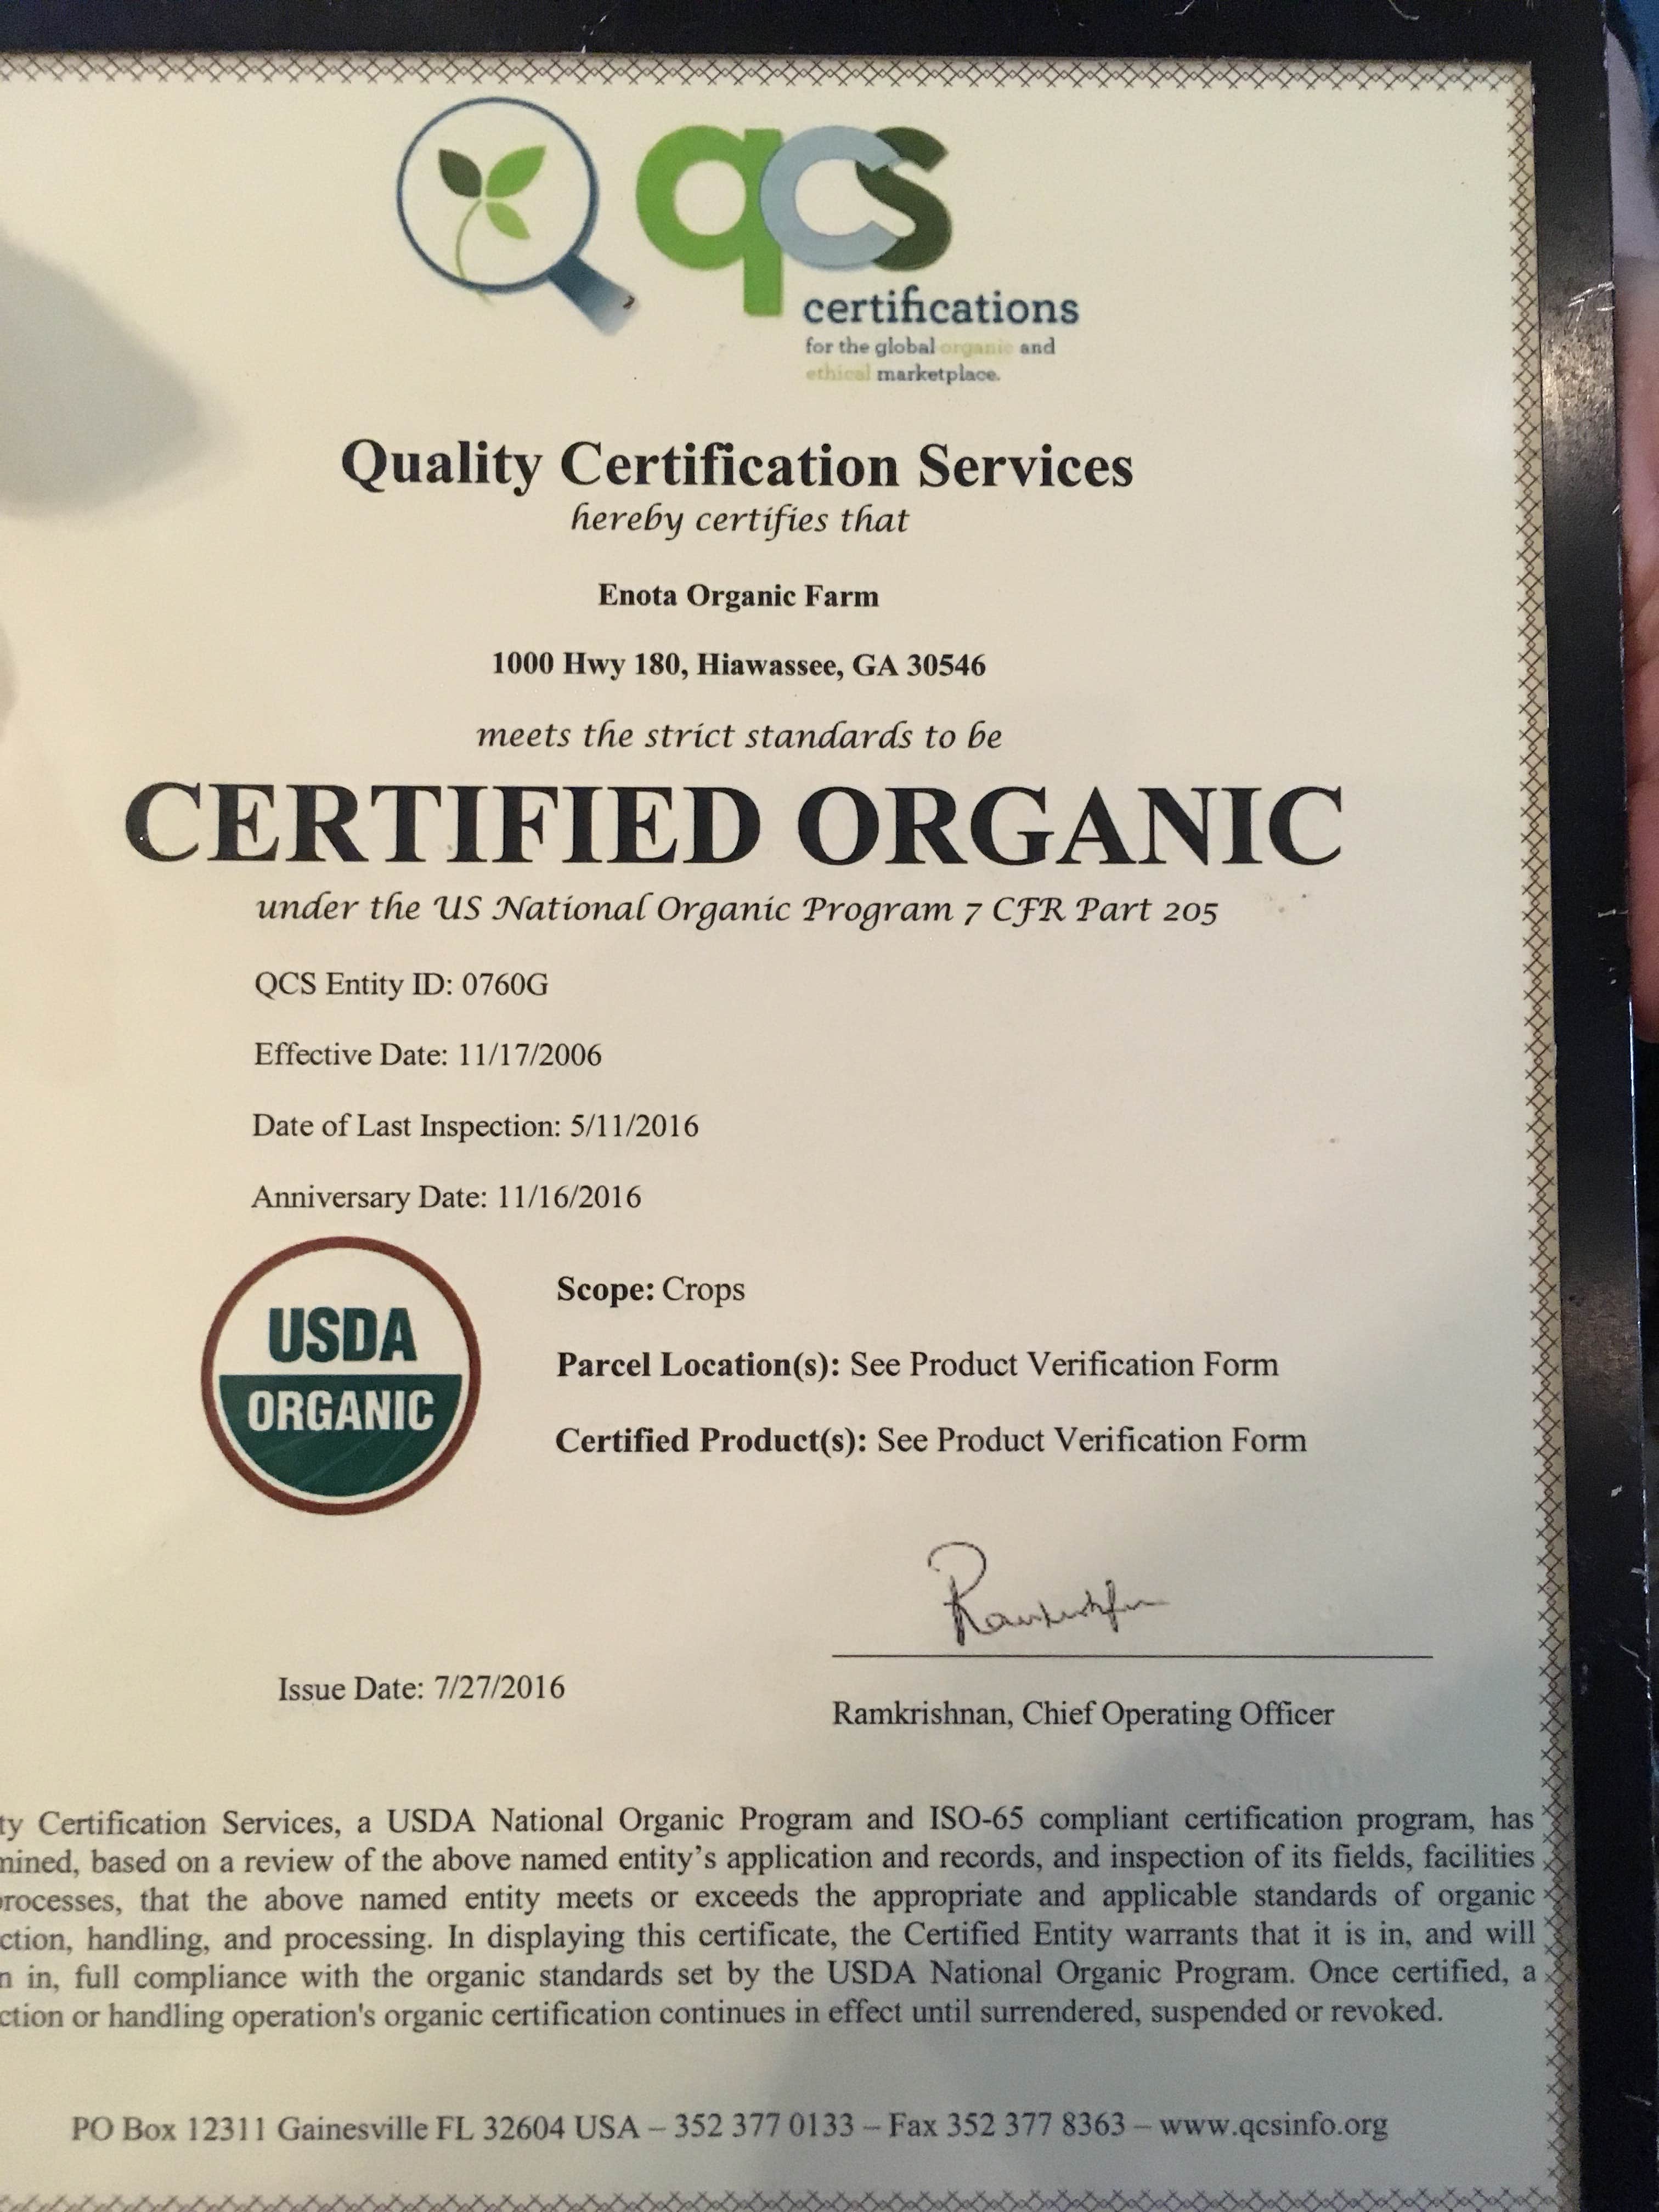 qcs
certifications
for the global organic and
ethical marketplace.
Quality Certification Services
hereby certifies that
Enota Organic Farm
1000 Hwy 180, Hiawassee, GA 30546
meets the strict standards to be
CERTIFIED ORGANIC
under the US National Organic Program 7 CFR Part 205
QCS Entity ID: 0760G
Effective Date: 11/17/2006
Date of Last Inspection: 5/11/2016
Anniversary Date: 11/16/2016
USDA
ORGANIC
Scope: Crops
Parcel Location(s): See Product Verification Form
Certified Product(s): See Product Verification Form
Issue Date: 7/27/2016
Ramkrishnan, Chief Operating Officer
ty Certification Services, a USDA National Organic Program and ISO-65 compliant certification program, has
mined, based on a review of the above named entity's application and records, and inspection of its fields, facilities
rocesses, that the above named entity meets or exceeds the appropriate and applicable standards of organic
ction, handling, and processing. In displaying this certificate, the Certified Entity warrants that it is in, and will
n in, full compliance with the organic standards set by the USDA National Organic Program. Once certified, a
ction or handling operation's organic certification continues in effect until surrendered, suspended or revoked.
PO Box 12311 Gainesville FL 32604 USA – 352 377 0133 – Fax 352 377 8363 – www.qcsinfo.org